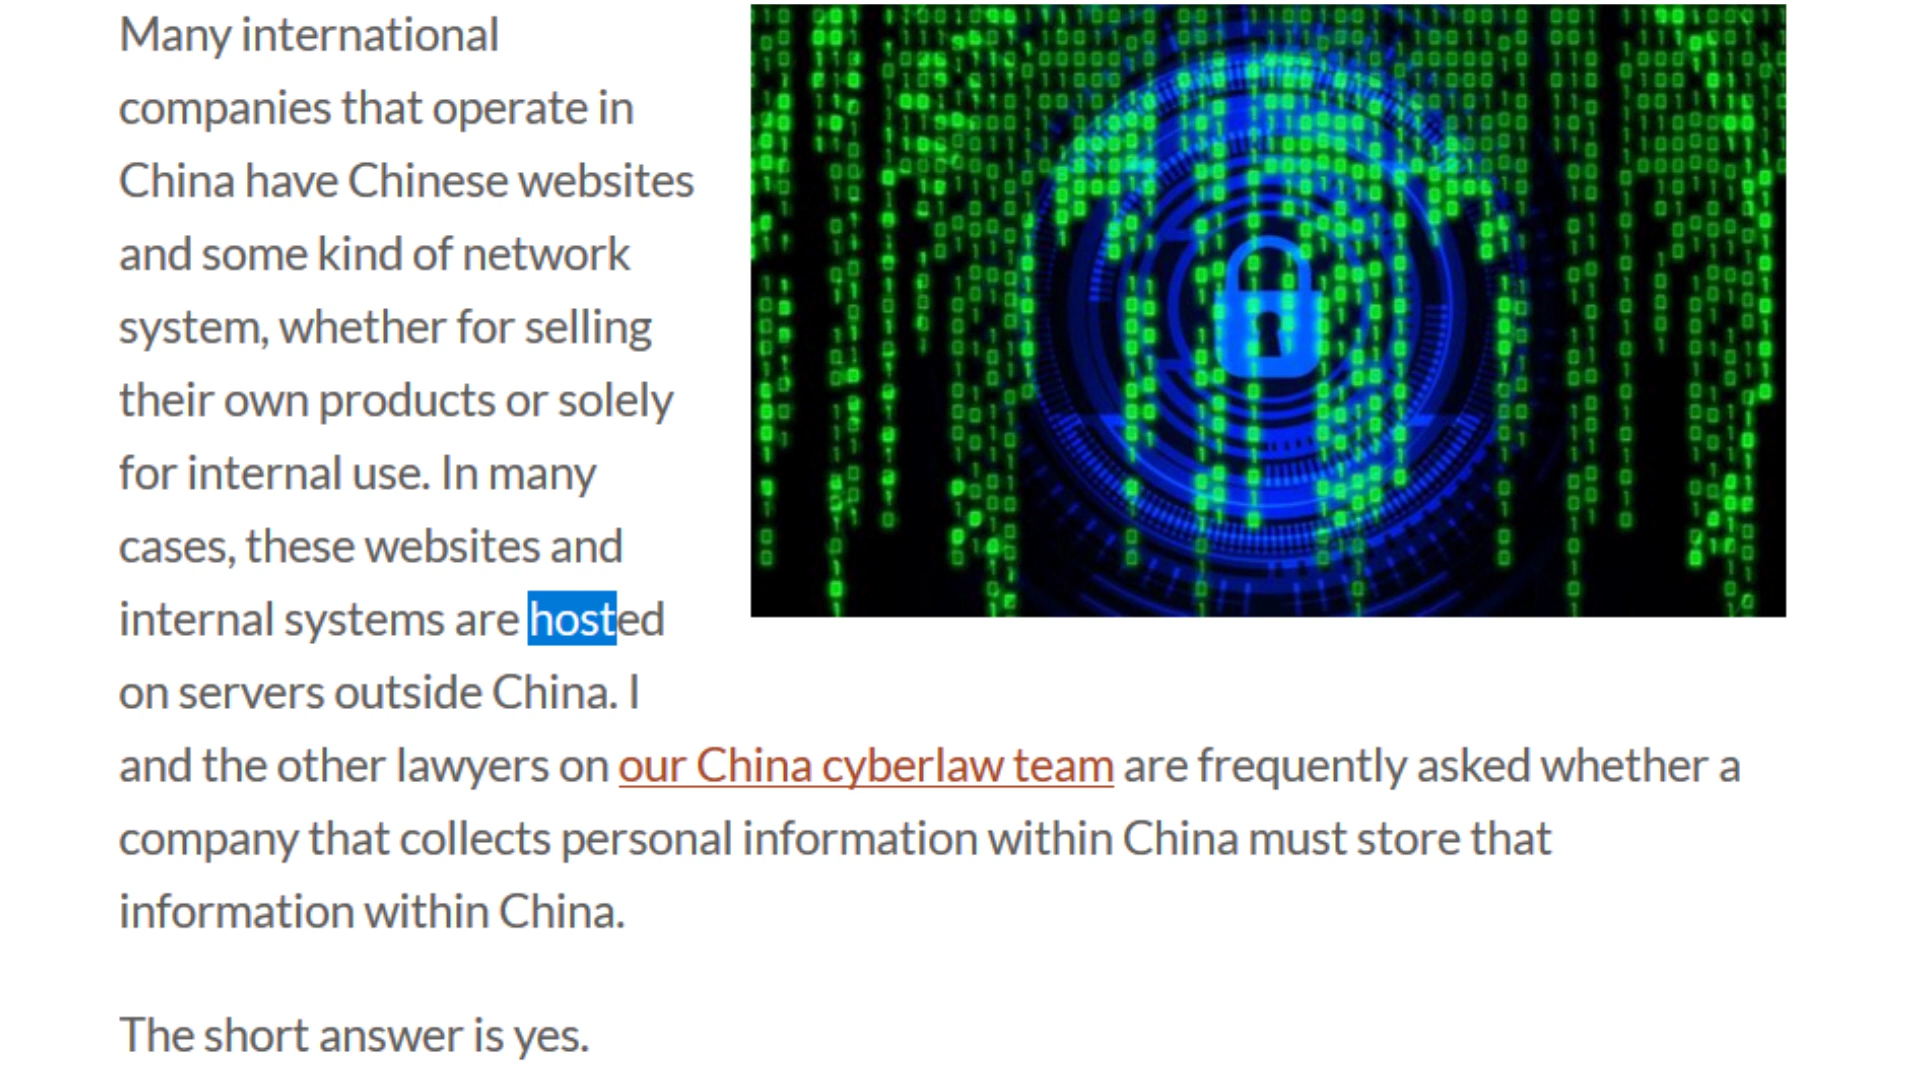 Many international
companies that operate in
China have Chinese websites
and some kind of network
system, whether for selling
their own products or solely
for internal use. In many
cases, these websites and
internal systems are hosted
on servers outside China. I
and the other lawyers on our China cyberlaw team are frequently asked whether a
company that collects personal information within China must store that
information within China.
The short answer is yes.